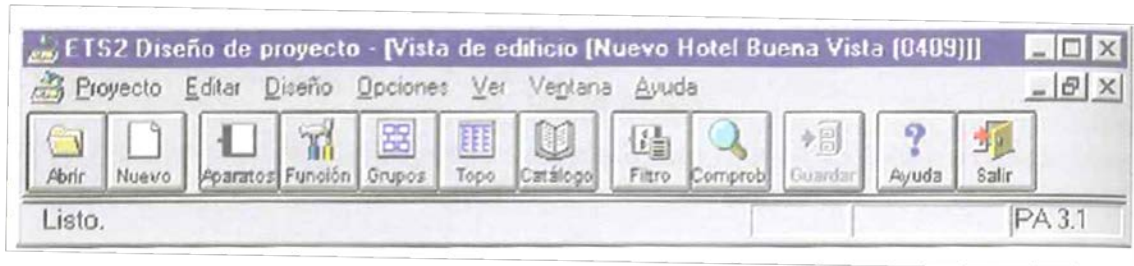 ETS2 Diseño de proyecto - [Vista de edificio [Nuevo Hotel Buena Vista (0409)]]
Proyecto Editar Diseño Opciones Ver Ventana Ayuda
Abrir Nuevo Aparatos Función Grupos Topo Catálogo Filtro Comprob Guardar Ayuda Salir
Listo. PA 3.1